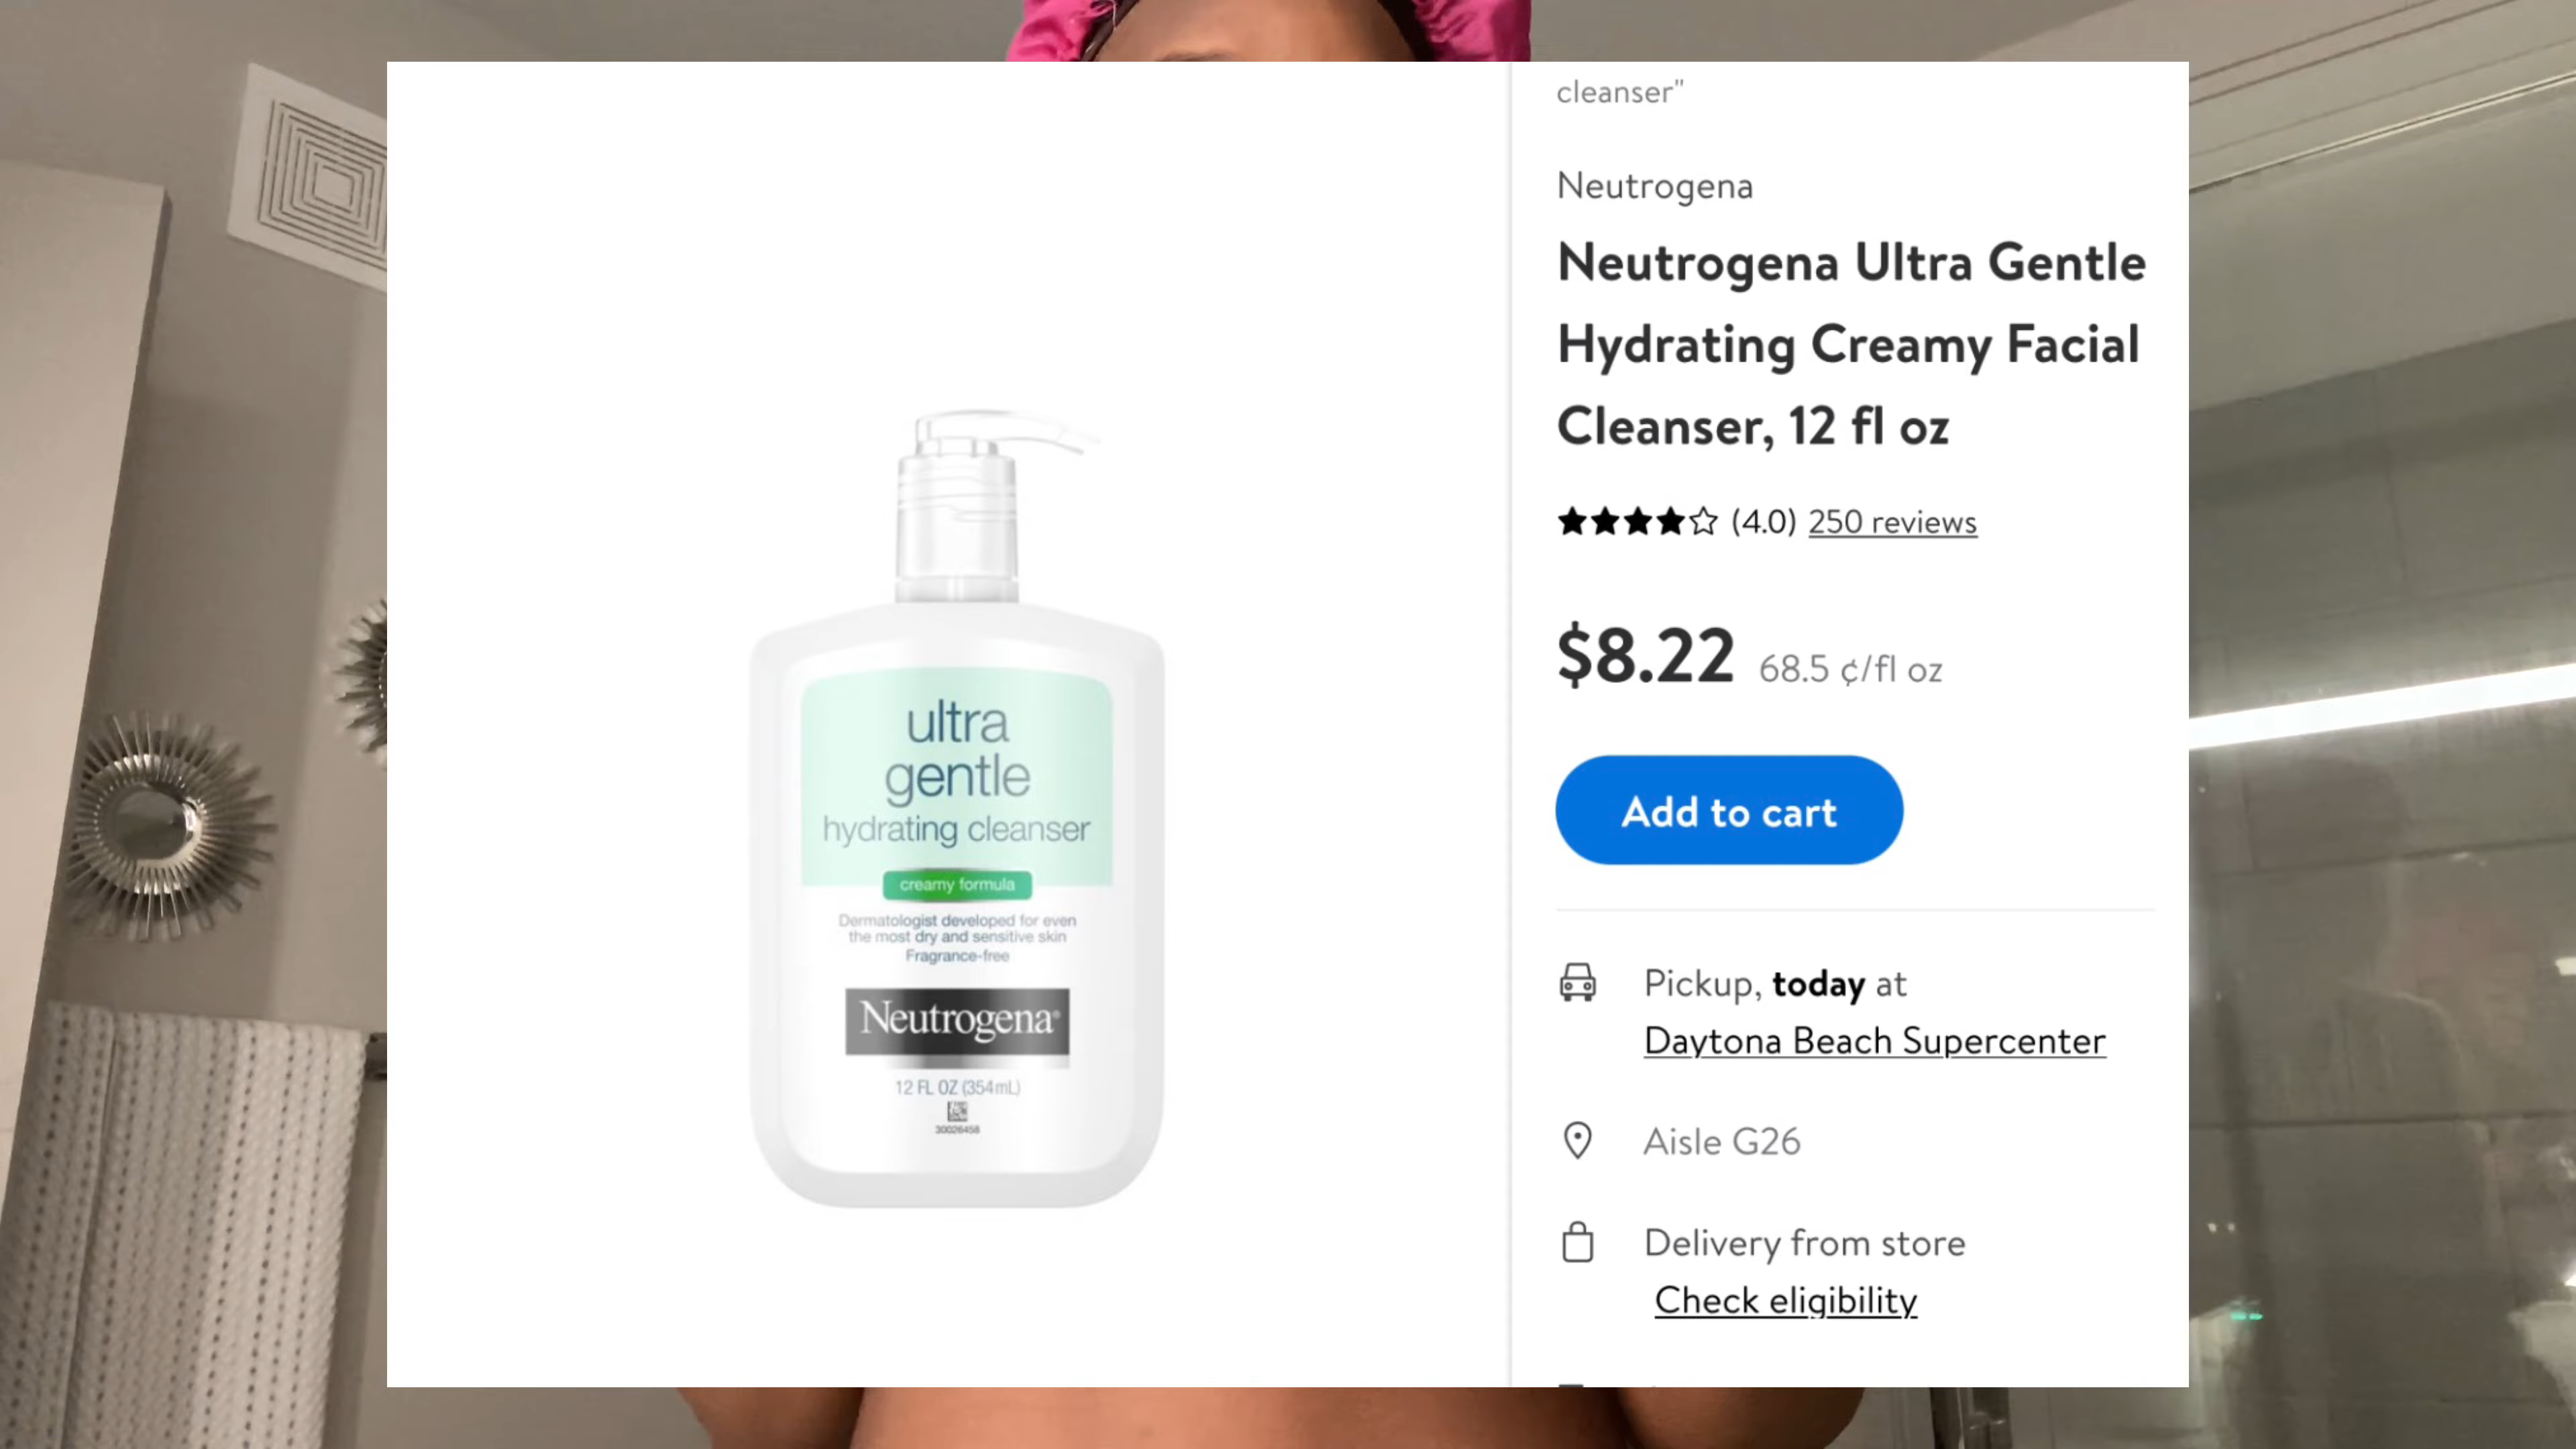 cleanser"
Neutrogena
Neutrogena Ultra Gentle
Hydrating Creamy Facial
Cleanser, 12 fl oz
(4.0) 250 reviews
$8.22 68.5 ¢/fl oz
Add to cart
Pickup, today at
Daytona Beach Supercenter
Aisle G26
Delivery from store
Check eligibility
ultra
gentle
hydrating cleanser
creamy formula
Dermatologist developed for even
the most dry and sensitive skin
Fragrance-free
Neutrogena®
12 FL OZ (354mL)
30026458